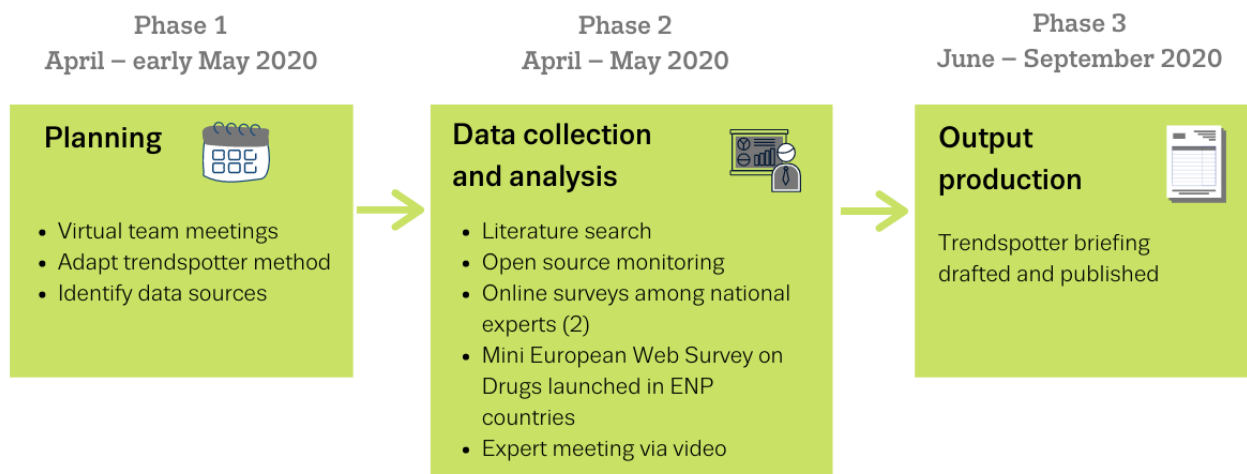 Phase 1
April – early May 2020
Planning
• Virtual team meetings
• Adapt trendspotter method
• Identify data sources
Phase 2
April – May 2020
Data collection
and analysis
• Literature search
• Open source monitoring
• Online surveys among national
experts (2)
• Mini European Web Survey on
Drugs launched in ENP
countries
• Expert meeting via video
Phase 3
June – September 2020
Output
production
Trendspotter briefing
drafted and published